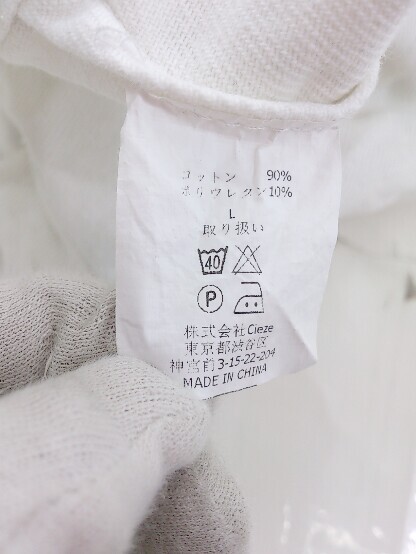 コットン 90%
ポリウレタン10%
L
取り扱い
40
P
株式会社Cieze
東京都渋谷区
神宮前3-15-22-204
MADE IN CHINA